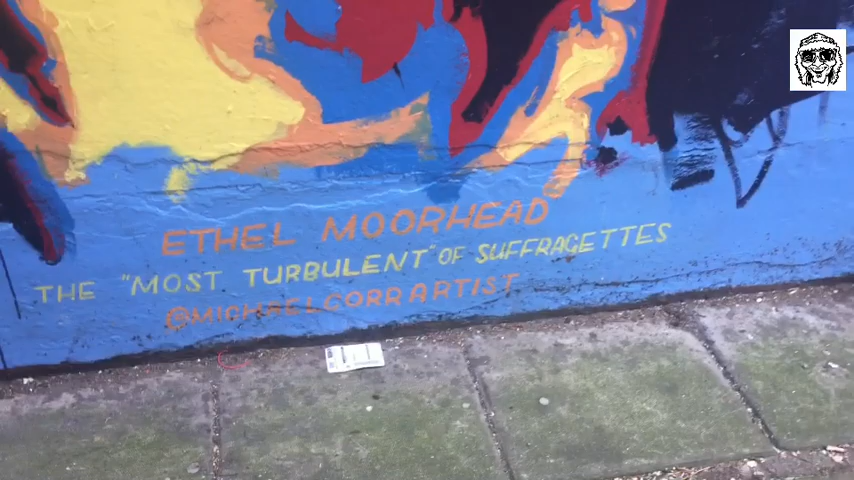 ETHEL MOORHEAD
THE "MOST TURBULENT" OF SUFFRAGETTES
@MICHAELCORRARTIST